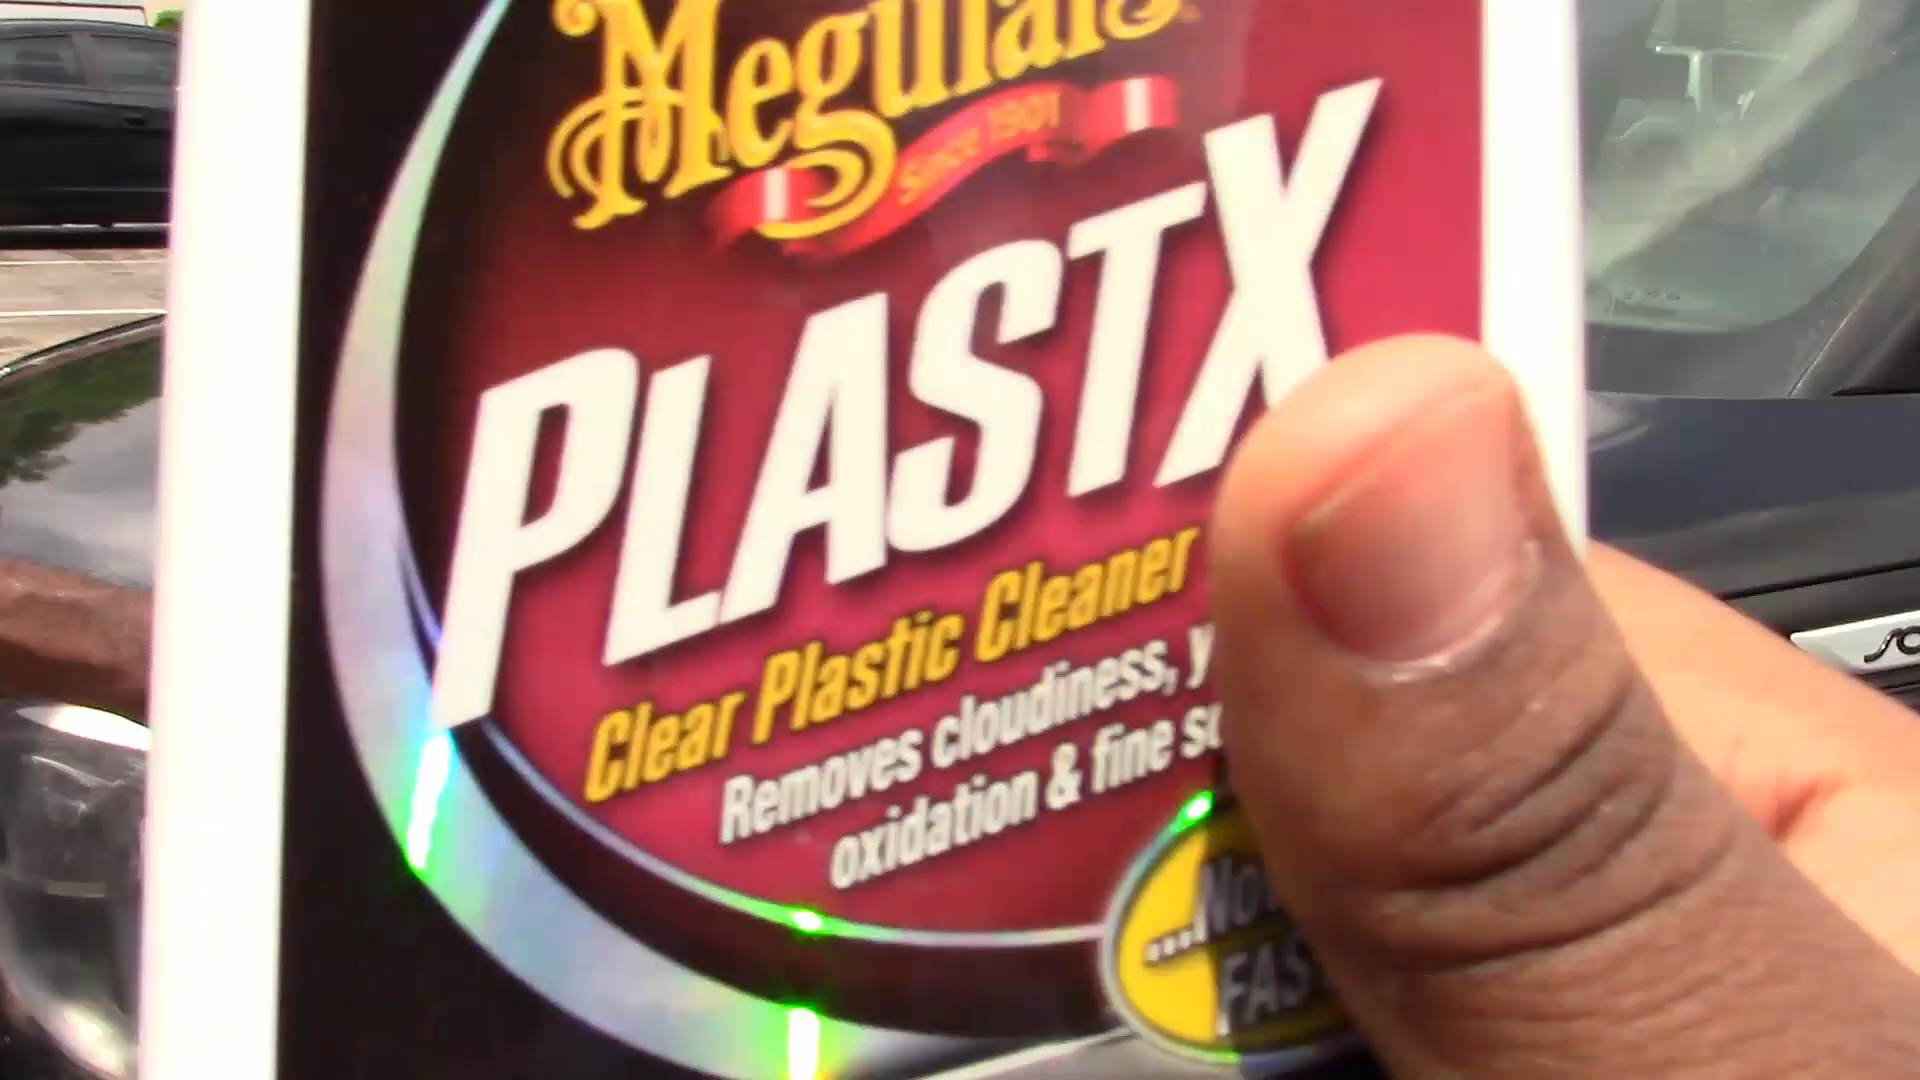 Meguiar's
Since 1901
PLASTX
Clear Plastic Cleaner
Removes cloudiness,
oxidation & fine